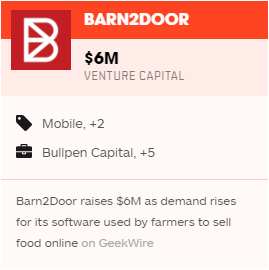 BARN2DOOR
$6M
VENTURE CAPITAL
Mobile, +2
Bullpen Capital, +5
Barn2Door raises $6M as demand rises
for its software used by farmers to sell
food online on GeekWire